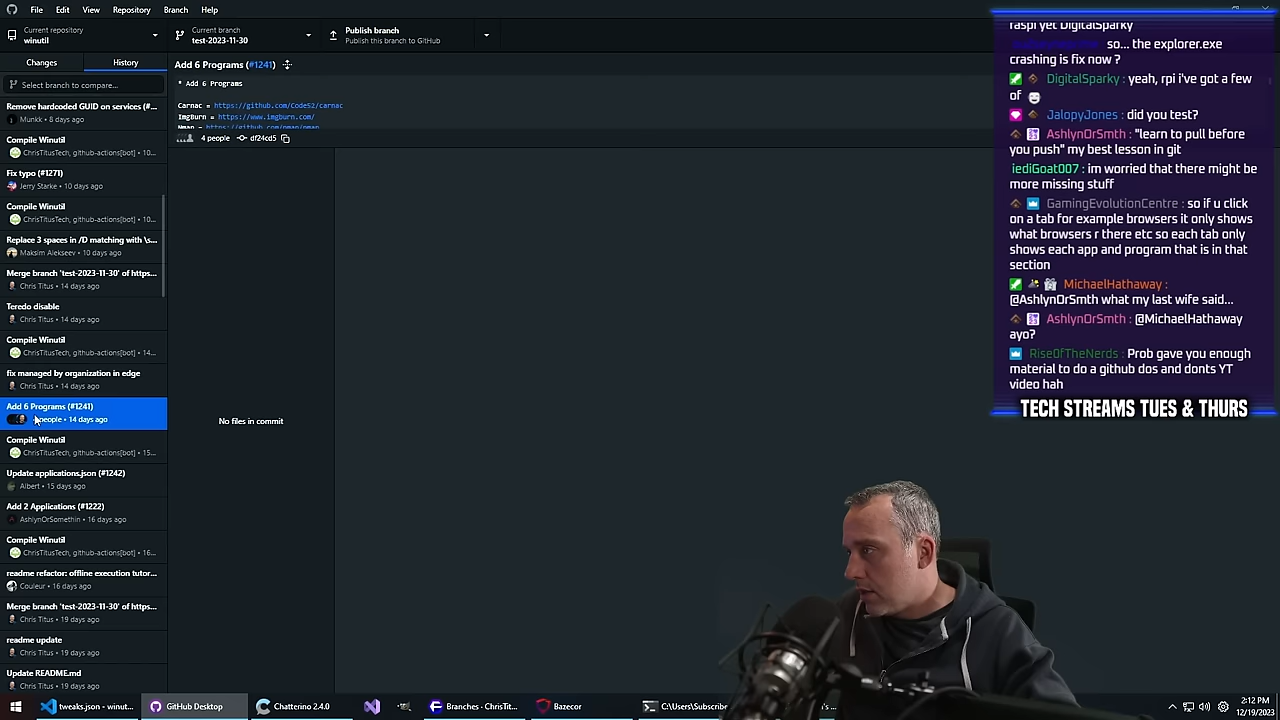 File Edit View Repository Branch Help
Current repository
winutil
Current branch
test-2023-11-30
Publish branch
Publish this branch to GitHub
Changes
History
Select branch to compare...
Remove hardcoded GUID on services (#...
Munkk • 8 days ago
Compile Winutil
ChrisTitusTech, github-actions[bot] • 10...
Fix typo (#1271)
Jerry Starke • 10 days ago
Compile Winutil
ChrisTitusTech, github-actions[bot] • 10...
Replace 3 spaces in /D matching with \s...
Maksim Alekseev • 10 days ago
Merge branch 'test-2023-11-30' of https...
Chris Titus • 14 days ago
Teredo disable
Chris Titus • 14 days ago
Compile Winutil
ChrisTitusTech, github-actions[bot] • 14...
fix managed by organization in edge
Chris Titus • 14 days ago
Add 6 Programs (#1241)
people • 14 days ago
Compile Winutil
ChrisTitusTech, github-actions[bot] • 15...
Update applications.json (#1242)
Albert • 15 days ago
Add 2 Applications (#1222)
AshlynOrSomethin • 16 days ago
Compile Winutil
ChrisTitusTech, github-actions[bot] • 16...
readme refactor: offline execution tutor...
Couleur • 16 days ago
Merge branch 'test-2023-11-30' of https...
Chris Titus • 19 days ago
readme update
Chris Titus • 19 days ago
Update README.md
Chris Titus • 19 days ago
Add 6 Programs (#1241)
* Add 6 Programs
Carnac = https://github.com/Code52/carnac
ImgBurn = https://www.imgburn.com/
Nmap = https://github.com/nmap/nmap
4 people
df24cd5
No files in commit
raspi yet DigitalSparky
so... the explorer.exe
crashing is fix now ?
DigitalSparky : yeah, rpi i've got a few
of
JalopyJones : did you test?
AshlynOrSmth : "learn to pull before
you push" my best lesson in git
iediGoat007 : im worried that there might be
more missing stuff
GamingEvolutionCentre : so if u click
on a tab for example browsers it only shows
what browsers r there etc so each tab only
shows each app and program that is in that
section
MichaelHathaway :
@AshlynOrSmth what my last wife said...
AshlynOrSmth : @MichaelHathaway
ayo?
RiseOfTheNerds : Prob gave you enough
material to do a github dos and donts YT
video hah
TECH STREAMS TUES & THURS
tweaks.json - winut...
GitHub Desktop
Chatterino 2.4.0
Branches · ChrisTit...
Bazecor
C:\Users\Subscribe
2:12 PM
12/19/2023